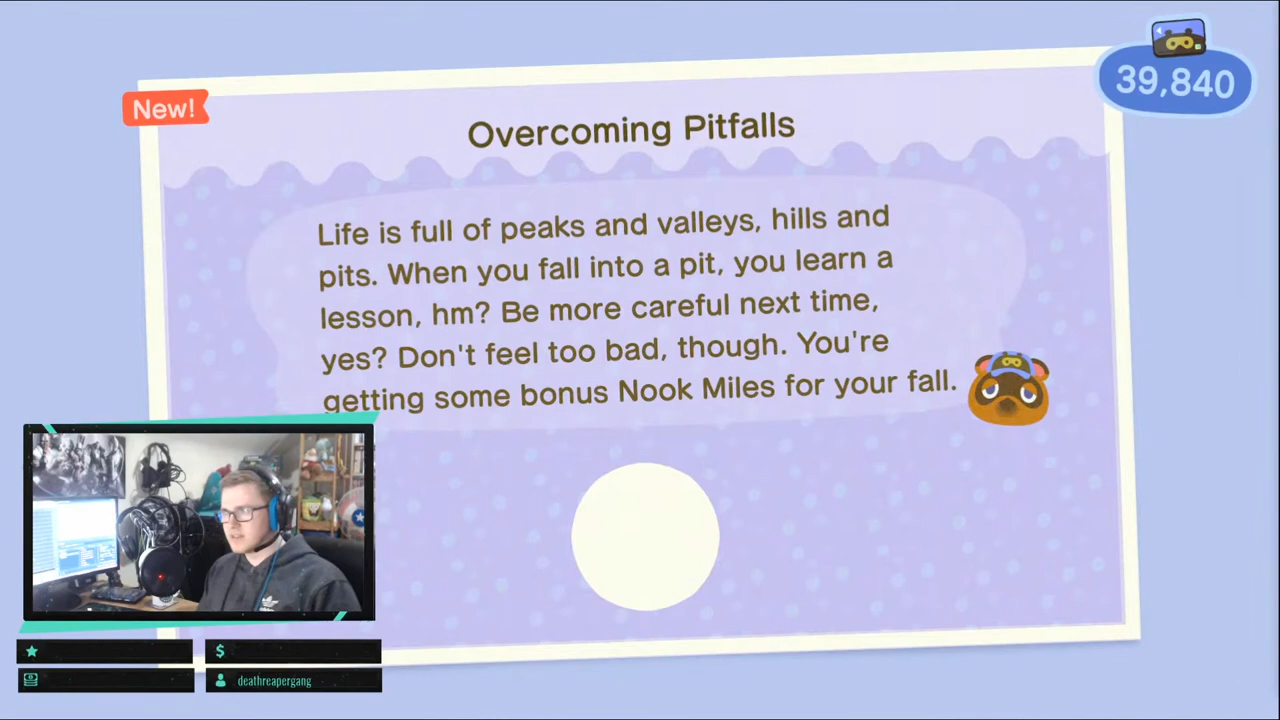 39,840
New!
Overcoming Pitfalls
Life is full of peaks and valleys, hills and
pits. When you fall into a pit, you learn a
lesson, hm? Be more careful next time,
yes? Don't feel too bad, though. You're
getting some bonus Nook Miles for your fall.
$
deathreapergang